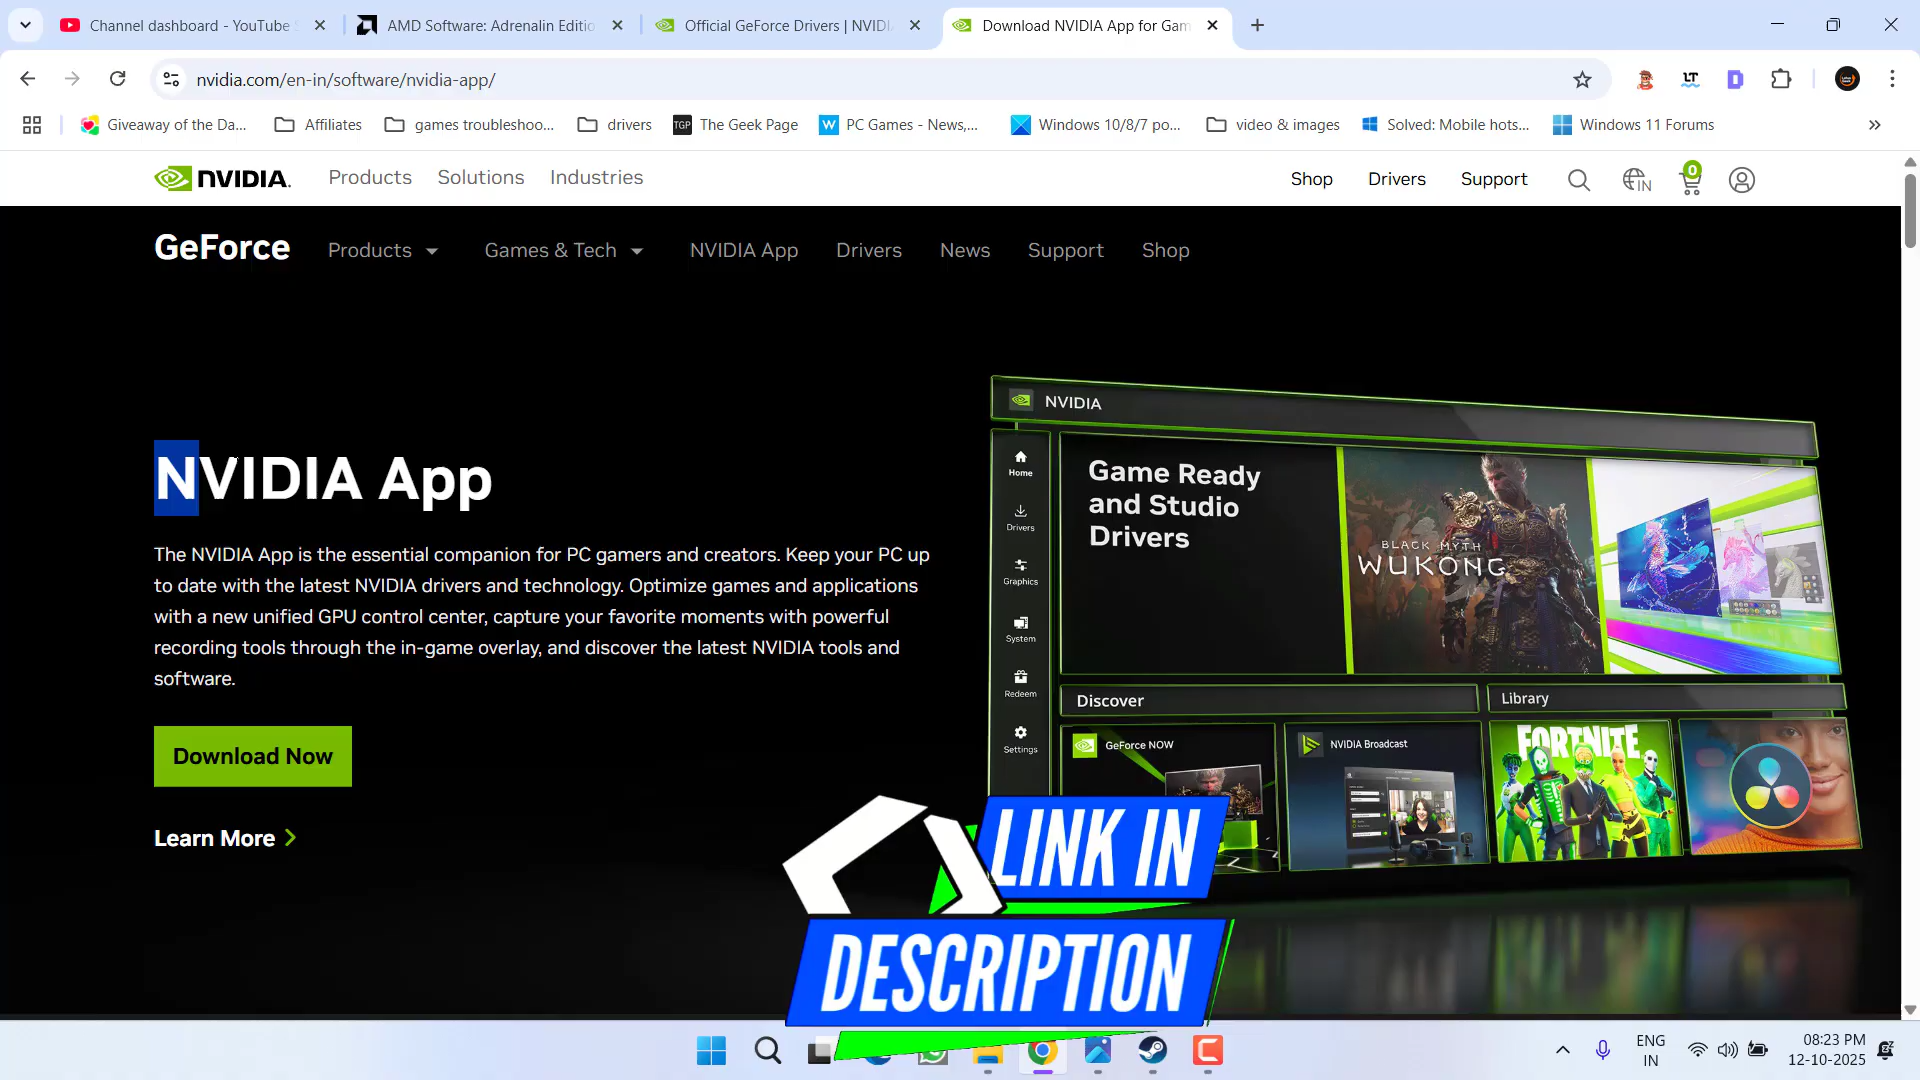 Channel dashboard - YouTube S
AMD Software: Adrenalin Editio
Official GeForce Drivers | NVIDI
Download NVIDIA App for Gam
nvidia.com/en-in/software/nvidia-app/
Giveaway of the Da...
Affiliates
games troubleshoo...
drivers
TGP
The Geek Page
W
PC Games - News,...
Windows 10/8/7 po...
video & images
Solved: Mobile hots...
Windows 11 Forums
NVIDIA.
Products
Solutions
Industries
Shop
Drivers
Support
IN
0
GeForce
Products
Games & Tech
NVIDIA App
Drivers
News
Support
Shop
NVIDIA App
The NVIDIA App is the essential companion for PC gamers and creators. Keep your PC up
to date with the latest NVIDIA drivers and technology. Optimize games and applications
with a new unified GPU control center, capture your favorite moments with powerful
recording tools through the in-game overlay, and discover the latest NVIDIA tools and
software.
Download Now
Learn More
NVIDIA
Home
Drivers
Graphics
System
Redeem
Settings
Game Ready
and Studio
Drivers
BLACK MYTH
WUKONG
Discover
Library
GeForce NOW
NVIDIA Broadcast
FORTNITE
LINK IN
DESCRIPTION
ENG
IN
08:23 PM
12-10-2025